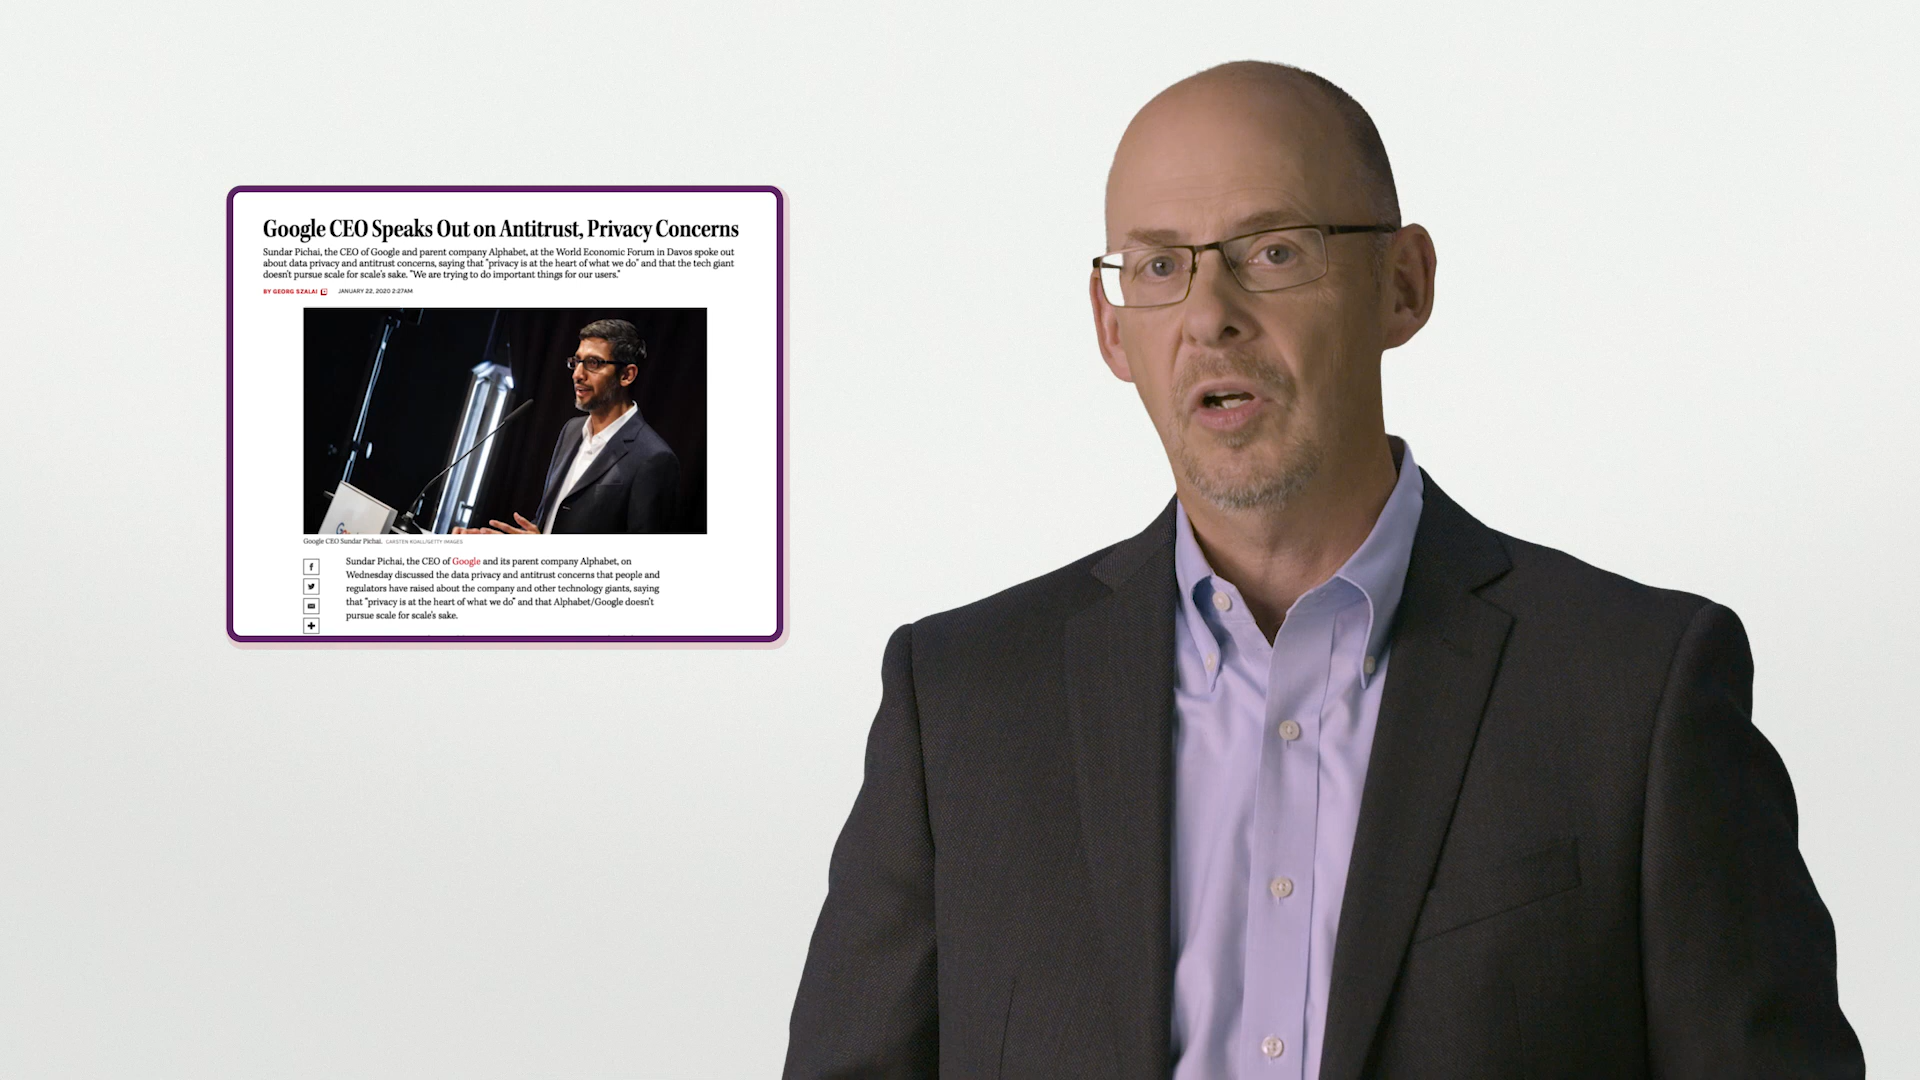 Google CEO Speaks Out on Antitrust, Privacy Concerns
Sundar Pichai, the CEO of Google and parent company Alphabet, at the World Economic Forum in Davos spoke out
about data privacy and antitrust concerns, saying that "privacy is at the heart of what we do" and that the tech giant
doesn't pursue scale for scale's sake. "We are trying to do important things for our users."
BY GEORG SZALAI JANUARY 22, 2020 2:27AM
Google CEO Sundar Pichai. CARSTEN KOALL/GETTY IMAGES
Sundar Pichai, the CEO of Google and its parent company Alphabet, on
Wednesday discussed the data privacy and antitrust concerns that people and
regulators have raised about the company and other technology giants, saying
that "privacy is at the heart of what we do" and that Alphabet/Google doesn't
pursue scale for scale's sake.